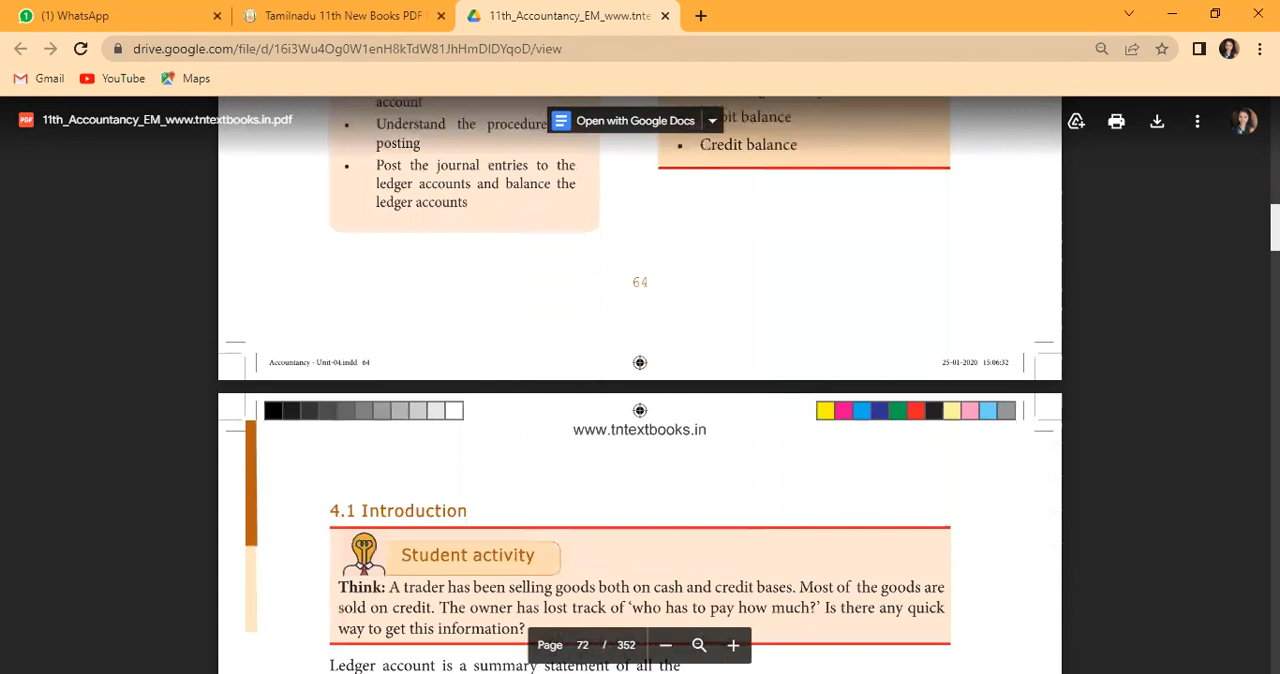 (1) WhatsApp
Tamilnadu 11th New Books PDF
11th_Accountancy_EM_www.tnte
drive.google.com/file/d/16i3Wu4Og0W1enH8kTdW81JhHmDIDYqoD/view
Gmail YouTube Maps
PDF 11th_Accountancy_EM_www.tntextbooks.in.pdf
Open with Google Docs
account
• Understand the procedure
posting
• Post the journal entries to the
ledger accounts and balance the
ledger accounts
balance
• Credit balance
64
Accountancy - Unit-04.indd 64
25-01-2020 15:06:32
www.tntextbooks.in
4.1 Introduction
Student activity
Think: A trader has been selling goods both on cash and credit bases. Most of the goods are
sold on credit. The owner has lost track of ‘who has to pay how much?’ Is there any quick
way to get this information?
Page 72 / 352
Ledger account is a summary statement of all the